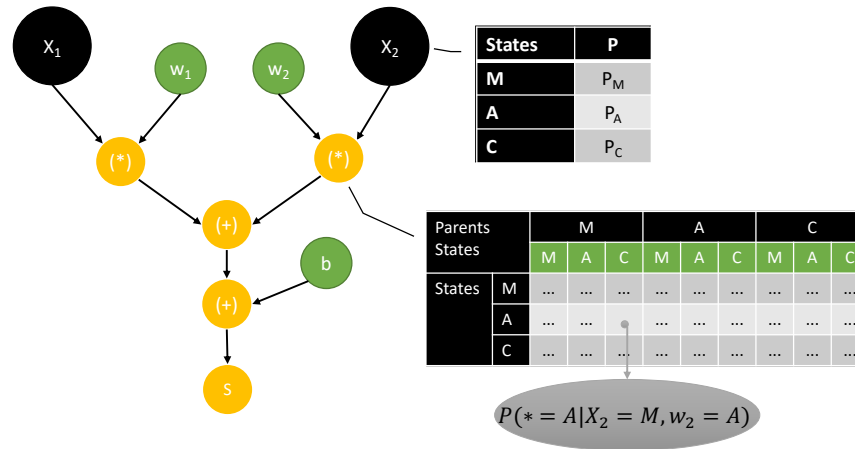 X1
w1
w2
X2
States P
M PM
A PA
C PC
(*)
(*)
(+)
b
(+)
S
Parents States
M A C
M A C M A C M A C
States
M ... ... ... ... ... ... ... ... ...
A ... ... ... ... ... ... ... ... ...
C ... ... ... ... ... ... ... ... ...
P(* = A|X2 = M, w2 = A)